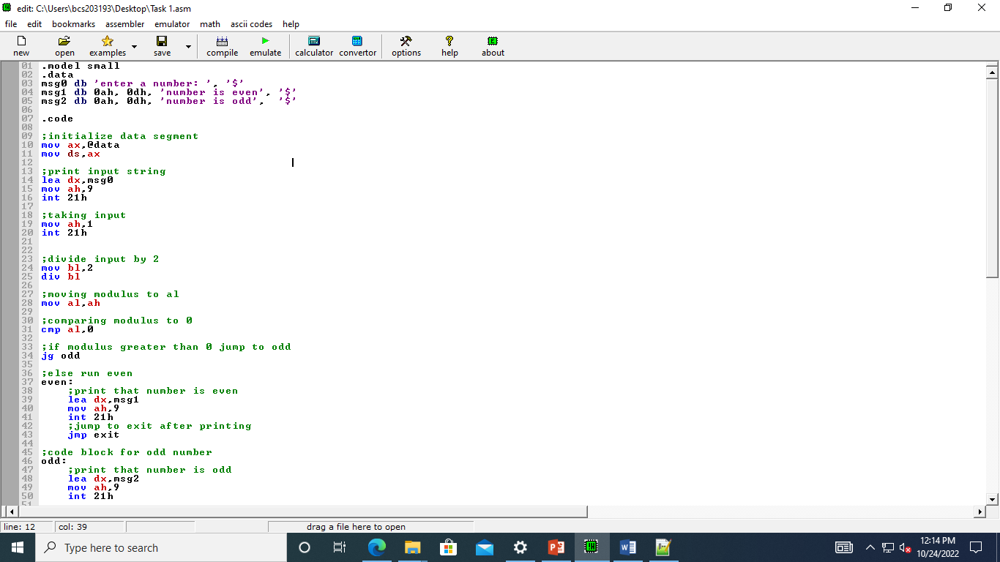 edit: C:\Users\bcs203193\Desktop\Task 1.asm
file edit bookmarks assembler emulator math ascii codes help
new open examples save compile emulate calculator convertor options help about
01 .model small
02 .data
03 msg0 db 'enter a number: ', '$'
04 msg1 db 0ah, 0dh, 'number is even', '$'
05 msg2 db 0ah, 0dh, 'number is odd',  '$'
06
07 .code
08
09 ;initialize data segment
10 mov ax,@data
11 mov ds,ax
12
13 ;print input string
14 lea dx,msg0
15 mov ah,9
16 int 21h
17
18 ;taking input
19 mov ah,1
20 int 21h
21
22
23 ;divide input by 2
24 mov bl,2
25 div bl
26
27 ;moving modulus to al
28 mov al,ah
29
30 ;comparing modulus to 0
31 cmp al,0
32
33 ;if modulus greater than 0 jump to odd
34 jg odd
35
36 ;else run even
37 even:
38     ;print that number is even
39     lea dx,msg1
40     mov ah,9
41     int 21h
42     ;jump to exit after printing
43     jmp exit
44
45 ;code block for odd number
46 odd:
47     ;print that number is odd
48     lea dx,msg2
49     mov ah,9
50     int 21h
51
line: 12 col: 39 drag a file here to open
Type here to search
12:14 PM
10/24/2022